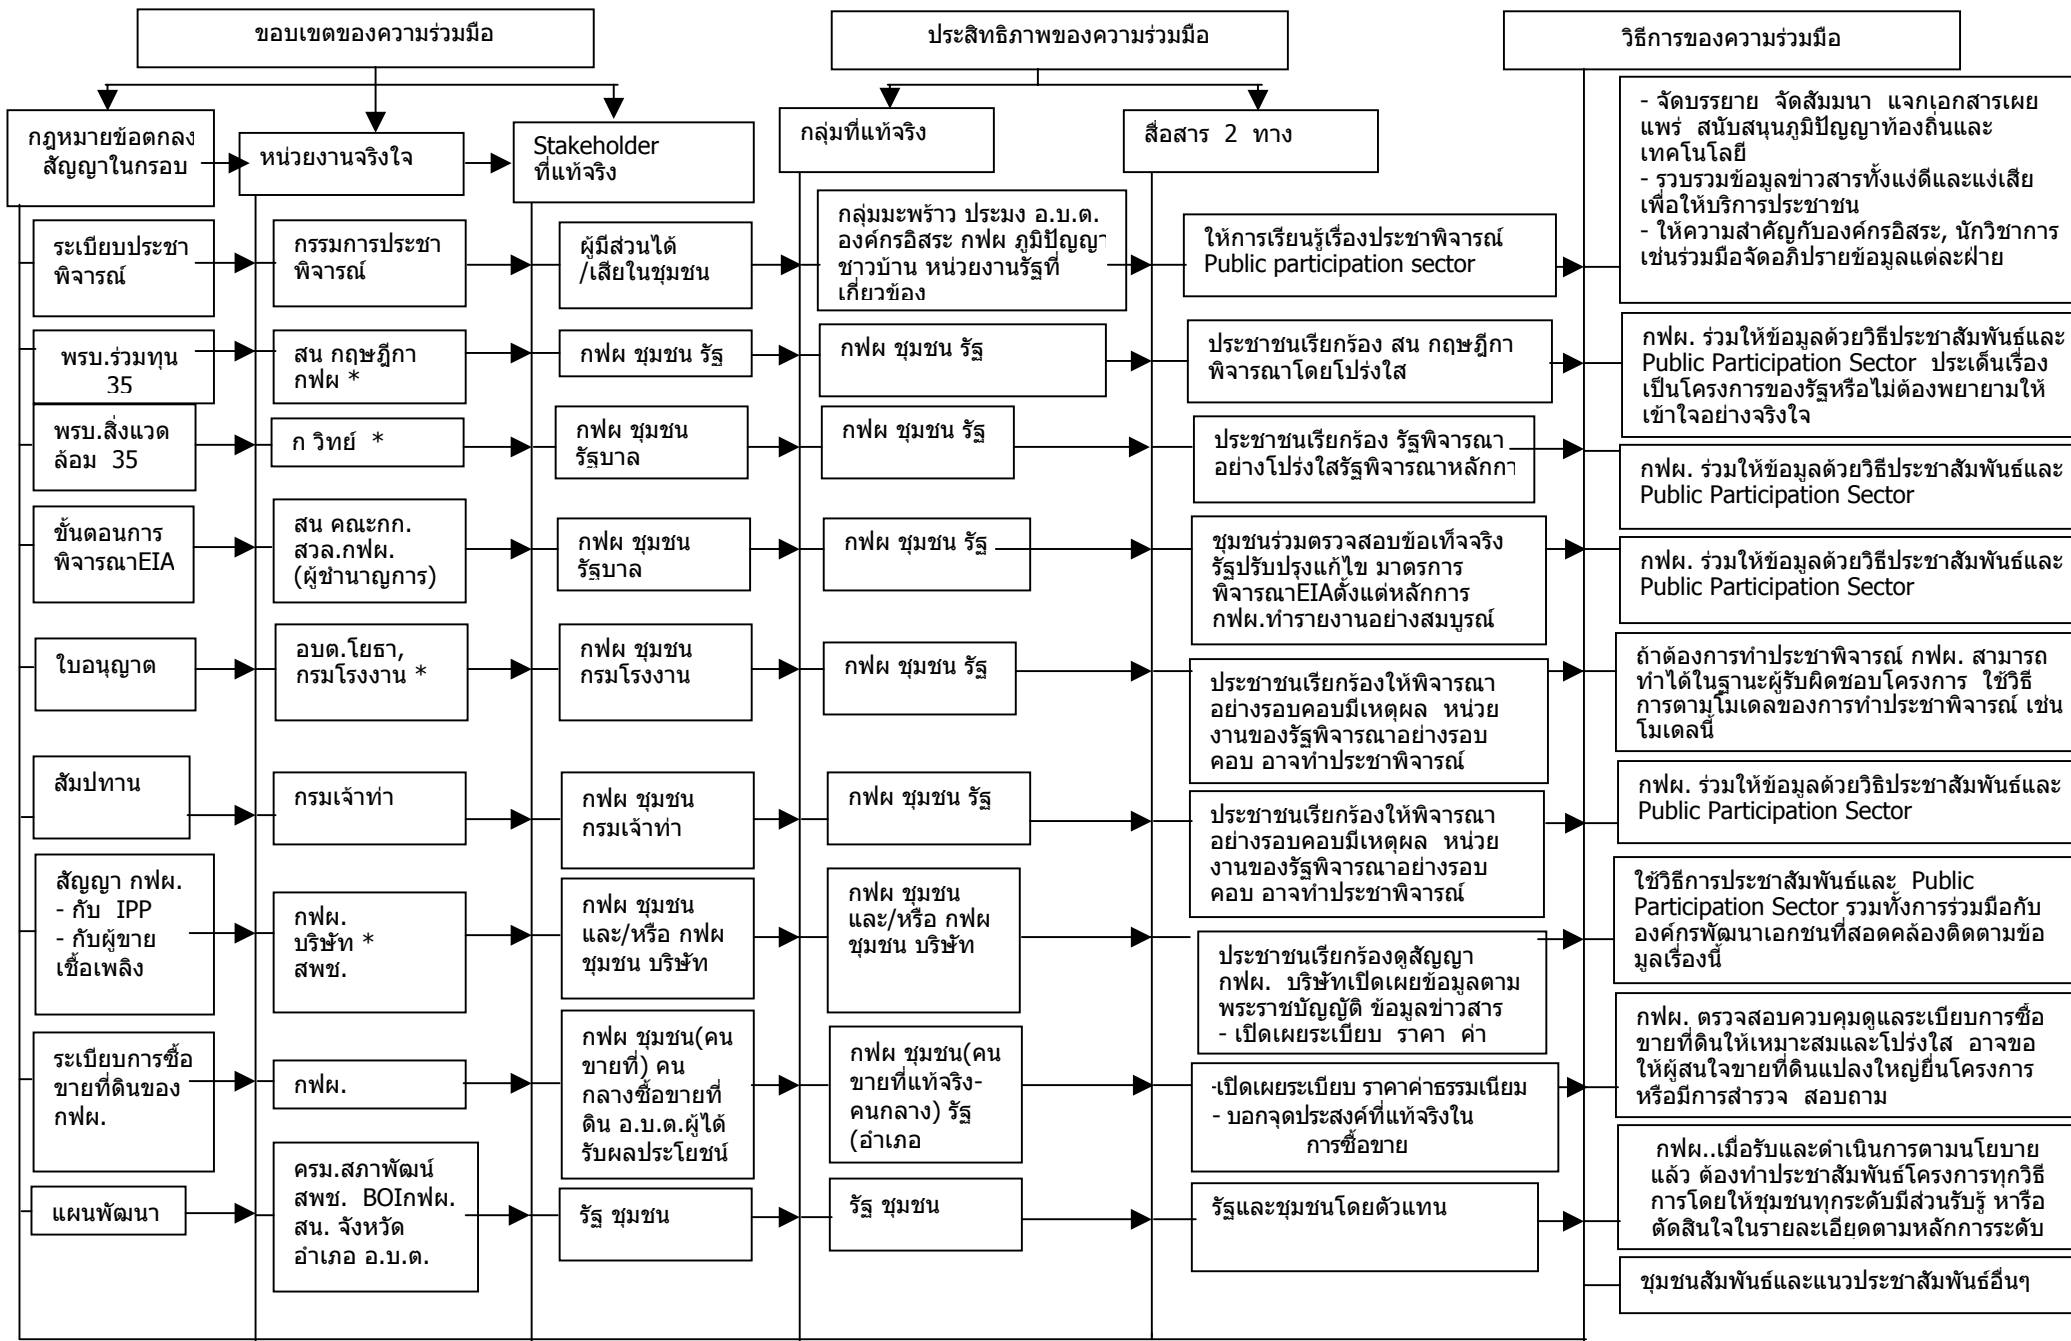 ขอบเขตของความร่วมมือ
ประสิทธิภาพของความร่วมมือ
วิธีการของความร่วมมือ
กฎหมายข้อตกลง
สัญญาในกรอบ
หน่วยงานจริงใจ
Stakeholder
ที่แท้จริง
กลุ่มที่แท้จริง
สื่อสาร 2 ทาง
- จัดบรรยาย จัดสัมมนา แจกเอกสารเผย
แพร่ สนับสนุนภูมิปัญญาท้องถิ่นและ
เทคโนโลยี
- รวบรวมข้อมูลข่าวสารทั้งแง่ดีและแง่เสีย
เพื่อให้บริการประชาชน
- ให้ความสำคัญกับองค์กรอิสระ, นักวิชาการ
เช่นร่วมมือจัดอภิปรายข้อมูลแต่ละฝ่าย
ระเบียบประชา
พิจารณ์
กรรมการประชา
พิจารณ์
ผู้มีส่วนได้
/เสียในชุมชน
กลุ่มมะพร้าว ประมง อ.บ.ต.
องค์กรอิสระ กฟผ ภูมิปัญญา
ชาวบ้าน หน่วยงานรัฐที่
เกี่ยวข้อง
ให้การเรียนรู้เรื่องประชาพิจารณ์
Public participation sector
พรบ.ร่วมทุน
35
สน กฤษฎีกา
กฟผ *
กฟผ ชุมชน รัฐ
กฟผ ชุมชน รัฐ
ประชาชนเรียกร้อง สน กฤษฎีกา
พิจารณาโดยโปร่งใส
กฟผ. ร่วมให้ข้อมูลด้วยวิธีประชาสัมพันธ์และ
Public Participation Sector ประเด็นเรื่อง
เป็นโครงการของรัฐหรือไม่ต้องพยายามให้
เข้าใจอย่างจริงใจ
พรบ.สิ่งแวด
ล้อม 35
ก วิทย์ *
กฟผ ชุมชน
รัฐบาล
กฟผ ชุมชน รัฐ
ประชาชนเรียกร้อง รัฐพิจารณา
อย่างโปร่งใสรัฐพิจารณาหลักกา
กฟผ. ร่วมให้ข้อมูลด้วยวิธีประชาสัมพันธ์และ
Public Participation Sector
ขั้นตอนการ
พิจารณาEIA
สน คณะกก.
สวล.กฟผ.
(ผู้ชำนาญการ)
กฟผ ชุมชน
รัฐบาล
กฟผ ชุมชน รัฐ
ชุมชนร่วมตรวจสอบข้อเท็จจริง
รัฐปรับปรุงแก้ไข มาตรการ
พิจารณาEIAตั้งแต่หลักการ
กฟผ.ทำรายงานอย่างสมบูรณ์
กฟผ. ร่วมให้ข้อมูลด้วยวิธีประชาสัมพันธ์และ
Public Participation Sector
ใบอนุญาต
อบต.โยธา,
กรมโรงงาน *
กฟผ ชุมชน
กรมโรงงาน
กฟผ ชุมชน รัฐ
ประชาชนเรียกร้องให้พิจารณา
อย่างรอบคอบมีเหตุผล หน่วย
งานของรัฐพิจารณาอย่างรอบ
คอบ อาจทำประชาพิจารณ์
ถ้าต้องการทำประชาพิจารณ์ กฟผ. สามารถ
ทำได้ในฐานะผู้รับผิดชอบโครงการ ใช้วิธี
การตามโมเดลของการทำประชาพิจารณ์ เช่น
โมเดลนี้
สัมปทาน
กรมเจ้าท่า
กฟผ ชุมชน
กรมเจ้าท่า
กฟผ ชุมชน รัฐ
ประชาชนเรียกร้องให้พิจารณา
อย่างรอบคอบมีเหตุผล หน่วย
งานของรัฐพิจารณาอย่างรอบ
คอบ อาจทำประชาพิจารณ์
กฟผ. ร่วมให้ข้อมูลด้วยวิธีประชาสัมพันธ์และ
Public Participation Sector
สัญญา กฟผ.
- กับ IPP
- กับผู้ขาย
เชื้อเพลิง
กฟผ.
บริษัท *
สพช.
กฟผ ชุมชน
และ/หรือ กฟผ
ชุมชน บริษัท
กฟผ ชุมชน
และ/หรือ กฟผ
ชุมชน บริษัท
ประชาชนเรียกร้องดูสัญญา
กฟผ. บริษัทเปิดเผยข้อมูลตาม
พระราชบัญญัติ ข้อมูลข่าวสาร
- เปิดเผยระเบียบ ราคา ค่า
ใช้วิธีการประชาสัมพันธ์และ Public
Participation Sector รวมทั้งการร่วมมือกับ
องค์กรพัฒนาเอกชนที่สอดคล้องติดตามข้อ
มูลเรื่องนี้
ระเบียบการซื้อ
ขายที่ดินของ
กฟผ.
กฟผ.
กฟผ ชุมชน(คน
ขายที่) คน
กลางซื้อขายที่
ดิน อ.บ.ต.ผู้ได้
รับผลประโยชน์
กฟผ ชุมชน(คน
ขายที่แท้จริง-
คนกลาง) รัฐ
(อำเภอ
-เปิดเผยระเบียบ ราคาค่าธรรมเนียม
- บอกจุดประสงค์ที่แท้จริงใน
การซื้อขาย
กฟผ. ตรวจสอบควบคุมดูแลระเบียบการซื้อ
ขายที่ดินให้เหมาะสมและโปร่งใส อาจขอ
ให้ผู้สนใจขายที่ดินแปลงใหญ่ยื่นโครงการ
หรือมีการสำรวจ สอบถาม
แผนพัฒนา
ครม.สภาพัฒน์
สพช. BOIกฟผ.
สน. จังหวัด
อำเภอ อ.บ.ต.
รัฐ ชุมชน
รัฐ ชุมชน
รัฐและชุมชนโดยตัวแทน
กฟผ..เมื่อรับและดำเนินการตามนโยบาย
แล้ว ต้องทำประชาสัมพันธ์โครงการทุกวิธี
การโดยให้ชุมชนทุกระดับมีส่วนรับรู้ หารือ
ตัดสินใจในรายละเอียดตามหลักการระดับ
ชุมชนสัมพันธ์และแนวประชาสัมพันธ์อื่นๆ